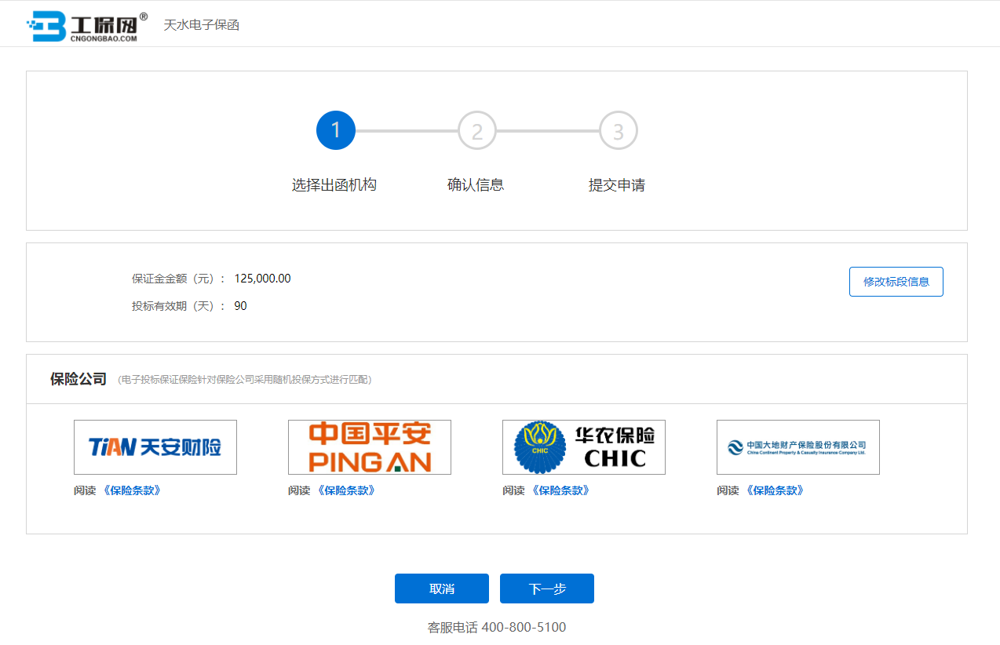 工保网®
CNGONGBAO.COM
天水电子保函
1
2
3
选择出函机构
确认信息
提交申请
保证金金额（元）： 125,000.00
修改标段信息
投标有效期（天）： 90
保险公司 (电子投标保证保险针对保险公司采用随机投保方式进行匹配)
TIAN 天安财险
中国平安
PING AN
CHIC
华农保险
CHIC
中国大地财产保险股份有限公司
China Continent Property & Casualty Insurance Company Ltd.
阅读 《保险条款》
阅读 《保险条款》
阅读 《保险条款》
阅读 《保险条款》
取消
下一步
客服电话 400-800-5100